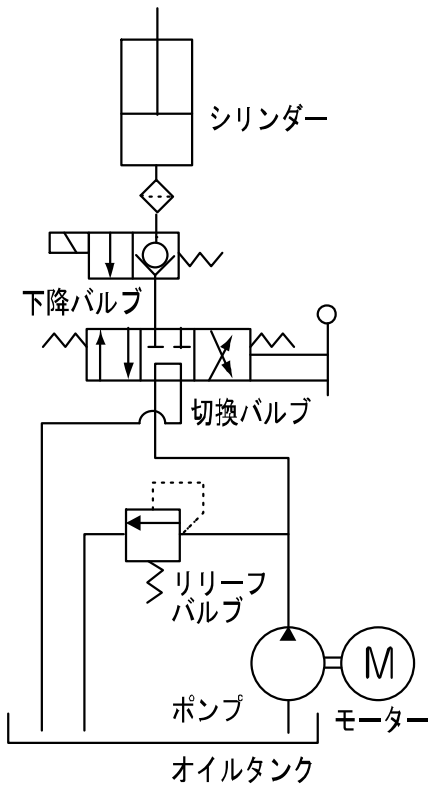 シリンダー
下降バルブ
切換バルブ
リリーフ
バルブ
M
ポンプ
モーター
オイルタンク